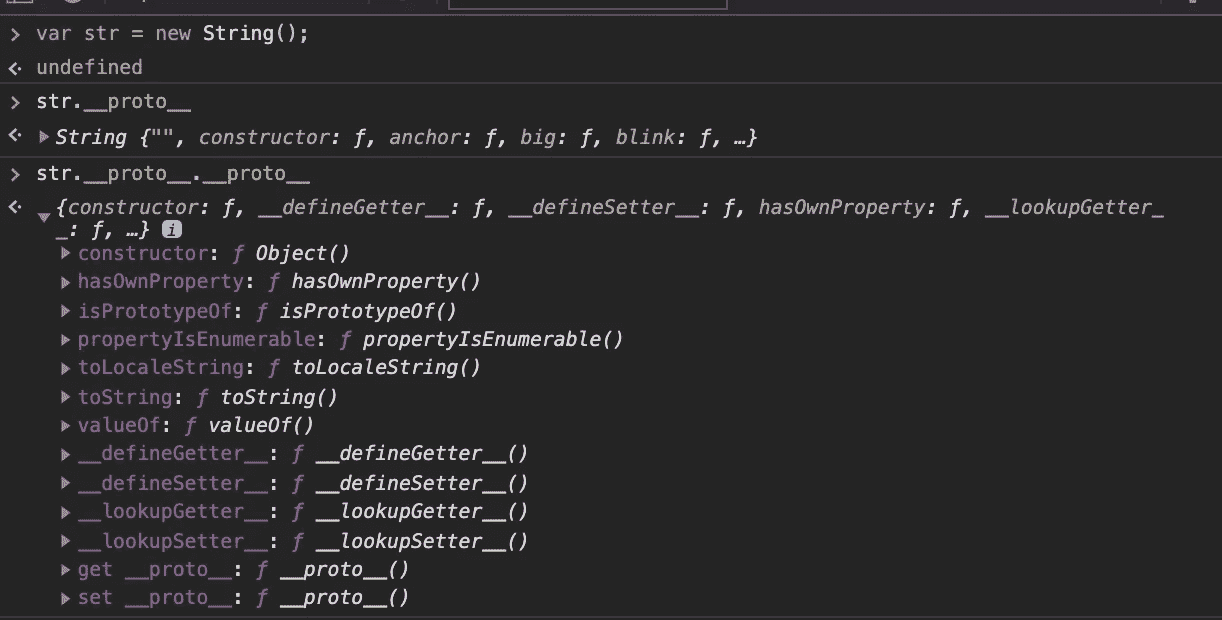 > var str = new String();
<· undefined
> str.__proto__
<· ▶ String {"", constructor: ƒ, anchor: ƒ, big: ƒ, blink: ƒ, …}
> str.__proto__.__proto__
<· ▼ {constructor: ƒ, __defineGetter__: ƒ, __defineSetter__: ƒ, hasOwnProperty: ƒ, __lookupGetter_
_: ƒ, …} i
▶ constructor: ƒ Object()
▶ hasOwnProperty: ƒ hasOwnProperty()
▶ isPrototypeOf: ƒ isPrototypeOf()
▶ propertyIsEnumerable: ƒ propertyIsEnumerable()
▶ toLocaleString: ƒ toLocaleString()
▶ toString: ƒ toString()
▶ valueOf: ƒ valueOf()
▶ __defineGetter__: ƒ __defineGetter__()
▶ __defineSetter__: ƒ __defineSetter__()
▶ __lookupGetter__: ƒ __lookupGetter__()
▶ __lookupSetter__: ƒ __lookupSetter__()
▶ get __proto__: ƒ __proto__()
▶ set __proto__: ƒ __proto__()